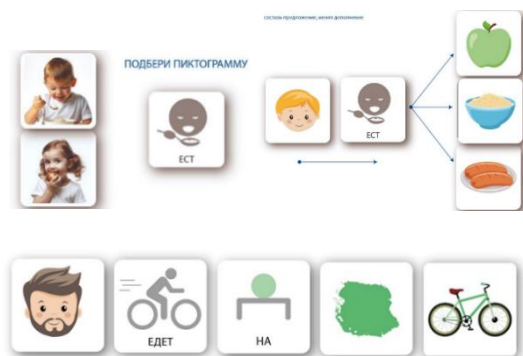 СОСТАВЬ ПРЕДЛОЖЕНИЕ, МЕНЯЯ ДОПОЛНЕНИЕ
ПОДБЕРИ ПИКТОГРАММУ
ЕСТ
ЕСТ
ЕДЕТ
НА